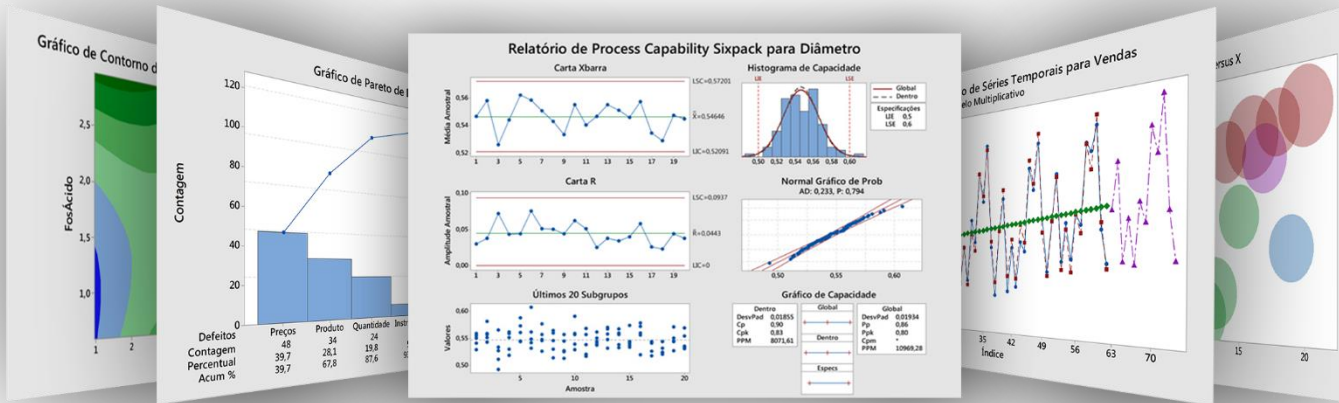 Gráfico de Contorno d
2,5
2,0
1,5
1,0
FosÁcido
1 2
Gráfico de Pareto de
120
100
80
60
40
20
0
Contagem
Defeitos Preços Produto Quantidade
Contagem 48 34 24
Percentual 39,7 28,1 19,8
Acum % 39,7 67,8 87,6
Relatório de Process Capability Sixpack para Diâmetro
Carta Xbarra
Média Amostral
0,56
0,54
0,52
1 3 5 7 9 11 13 15 17 19
LSC=0,57201
X=0,54646
LIC=0,52091
Histograma de Capacidade
LIE LSE
0,50 0,52 0,54 0,56 0,58 0,60
Global
Dentro
Especificações
LIE 0,5
LSE 0,6
Carta R
Amplitude Amostral
0,10
0,05
0,00
1 3 5 7 9 11 13 15 17 19
LSC=0,0937
R=0,0443
LIC=0
Normal Gráfico de Prob
AD: 0,233, P: 0,794
0,50 0,55 0,60
Últimos 20 Subgrupos
Valores
0,60
0,55
0,50
5 10 15 20
Amostra
Gráfico de Capacidade
Dentro
DesvPad 0,01855
Cp 0,90
Cpk 0,83
PPM 8071,61
Global
Dentro
Especs
Global
DesvPad 0,01934
Pp 0,86
Ppk 0,80
Cpm *
PPM 10969,28
o de Séries Temporais para Vendas
elo Multiplicativo
35 42 49 56 63 70
Índice
ersus X
15 20